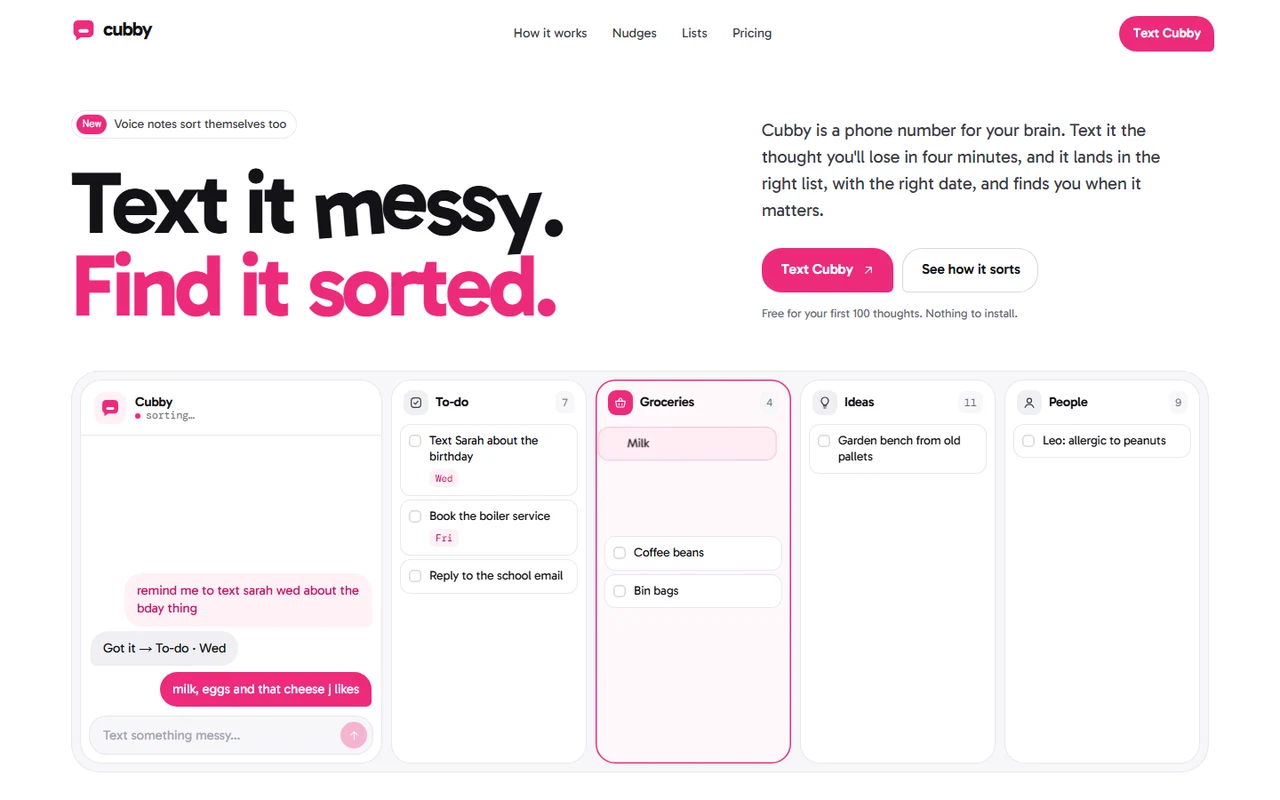 cubby
How it works
Nudges
Lists
Pricing
Text Cubby
New
Voice notes sort themselves too
Text it messy.
Find it sorted.
Cubby is a phone number for your brain. Text it the
thought you'll lose in four minutes, and it lands in the
right list, with the right date, and finds you when it
matters.
Text Cubby
See how it sorts
Free for your first 100 thoughts. Nothing to install.
Cubby
sorting…
remind me to text sarah wed about the
bday thing
Got it → To-do · Wed
milk, eggs and that cheese j likes
Text something messy...
To-do
7
Text Sarah about the
birthday
Wed
Book the boiler service
Fri
Reply to the school email
Groceries
4
Milk
Coffee beans
Bin bags
Ideas
11
Garden bench from old
pallets
People
9
Leo: allergic to peanuts